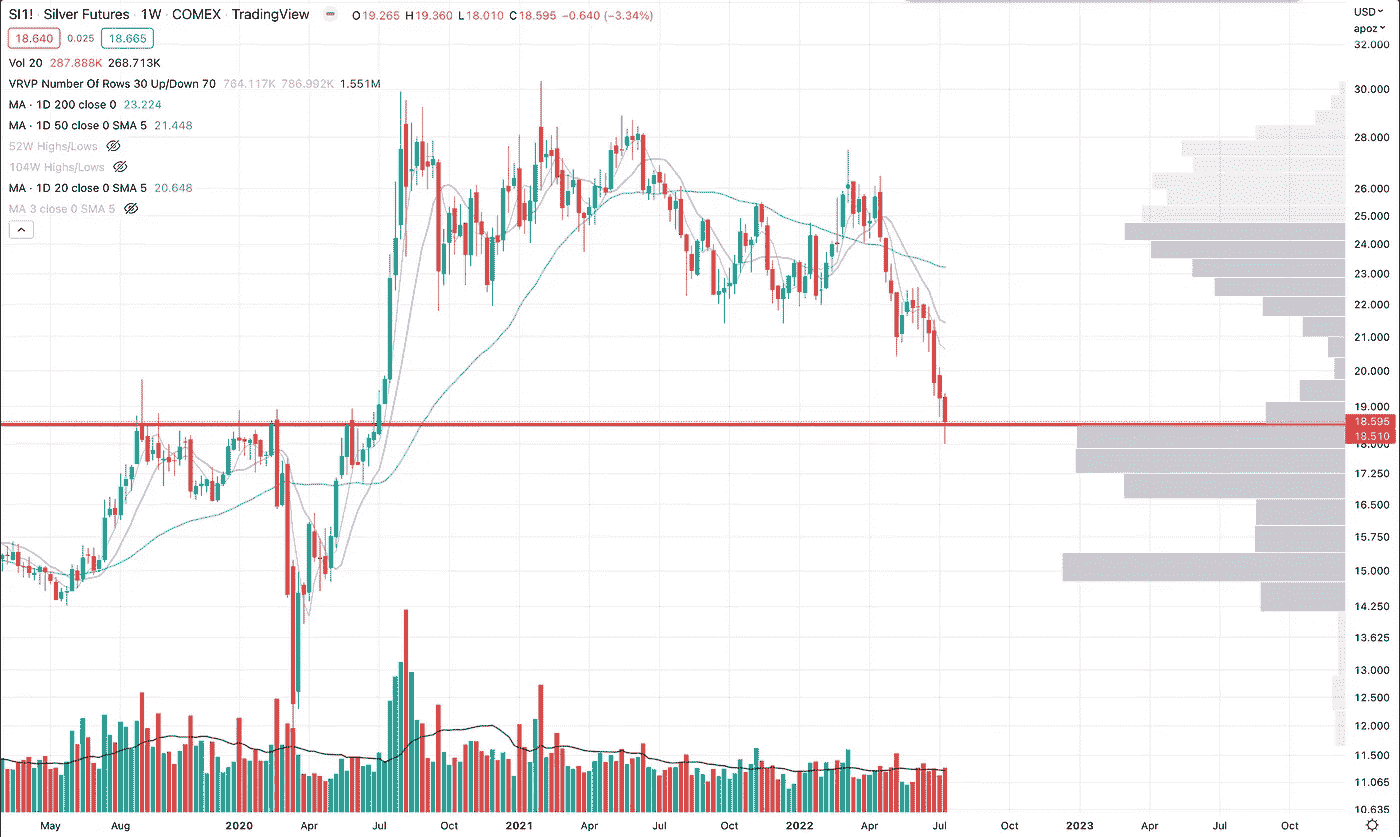 SI1! · Silver Futures · 1W · COMEX · TradingView O19.265 H19.360 L18.010 C18.595 −0.640 (−3.34%)
18.640 0.025 18.665
Vol 20 287.888K 268.713K
VRVP Number Of Rows 30 Up/Down 70 764.117K 786.992K 1.551M
MA · 1D 200 close 0 23.224
MA · 1D 50 close 0 SMA 5 21.448
52W Highs/Lows
104W Highs/Lows
MA · 1D 20 close 0 SMA 5 20.648
MA 3 close 0 SMA 5
USD
apoz
32.000
30.000
28.000
26.000
25.000
24.000
23.000
22.000
21.000
20.000
19.000
18.595
18.510
18.000
17.250
16.500
15.750
15.000
14.250
13.625
13.000
12.500
12.000
11.500
11.065
10.635
May Aug 2020 Apr Jul Oct 2021 Apr Jul Oct 2022 Apr Jul Oct 2023 Apr Jul Oct